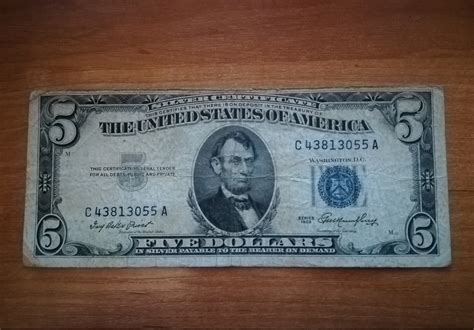 SILVER CERTIFICATE
THIS CERTIFIES THAT THERE IS ON DEPOSIT IN THE TREASURY OF
5 THE UNITED STATES OF AMERICA 5
C 43813055 A
M
WASHINGTON, D.C.
THIS CERTIFICATE IS LEGAL TENDER
FOR ALL DEBTS, PUBLIC AND PRIVATE
C 43813055 A
SERIES
1953
5 FIVE DOLLARS 5
IN SILVER PAYABLE TO THE BEARER ON DEMAND